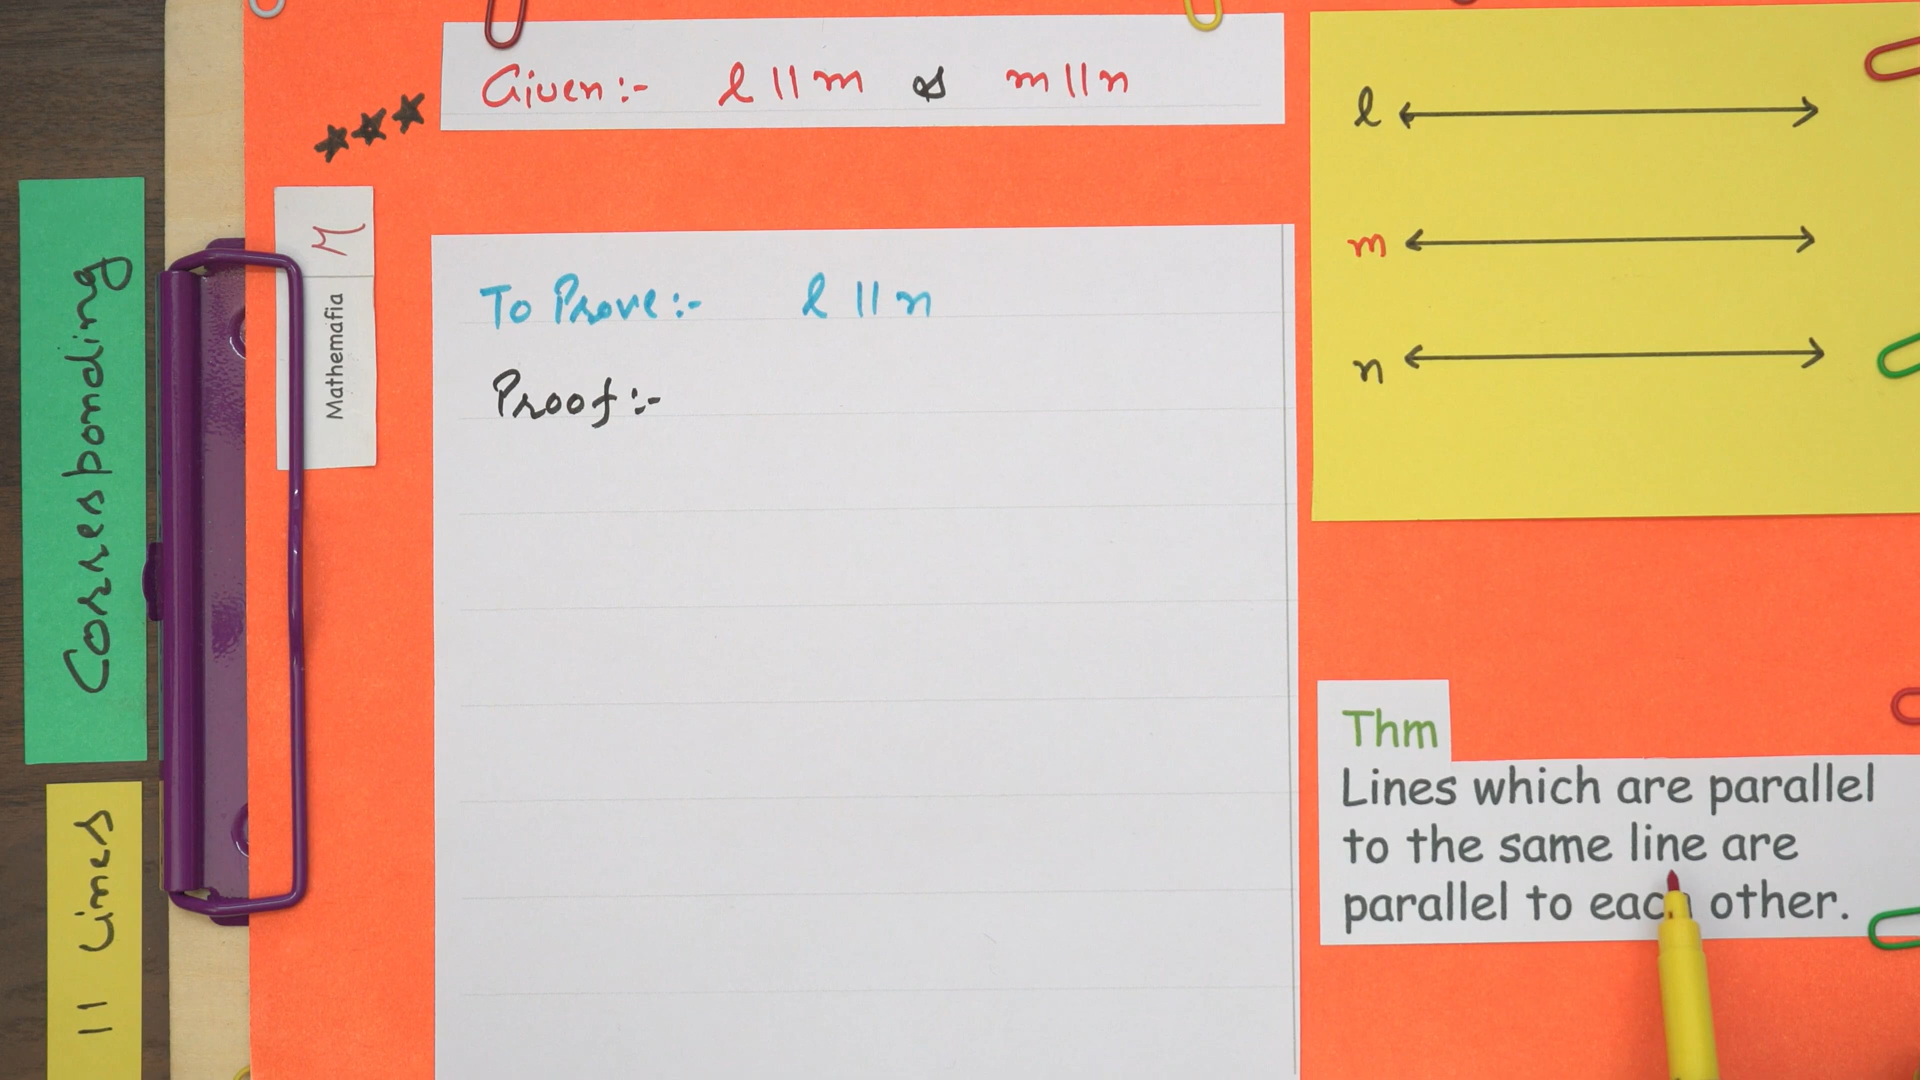 Given:- l || m & m || n
To Prove:- l || n
Proof:-
l
m
n
Thm
Lines which are parallel
to the same line are
parallel to each other.
M
Mathemafia
Corresponding
|| Lines